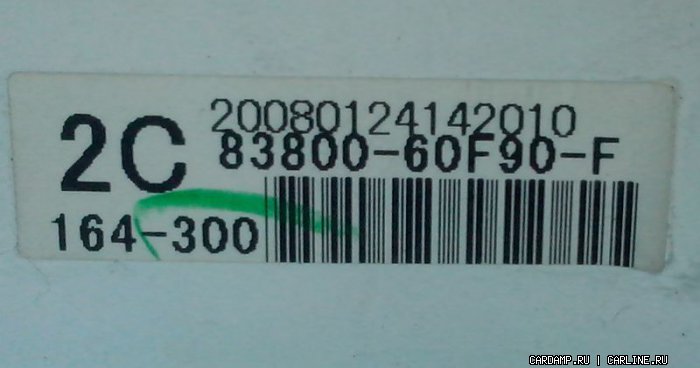 20080124142010
2C 83800-60F90-F
164-300
CARDAMP.RU | CARLINE.RU